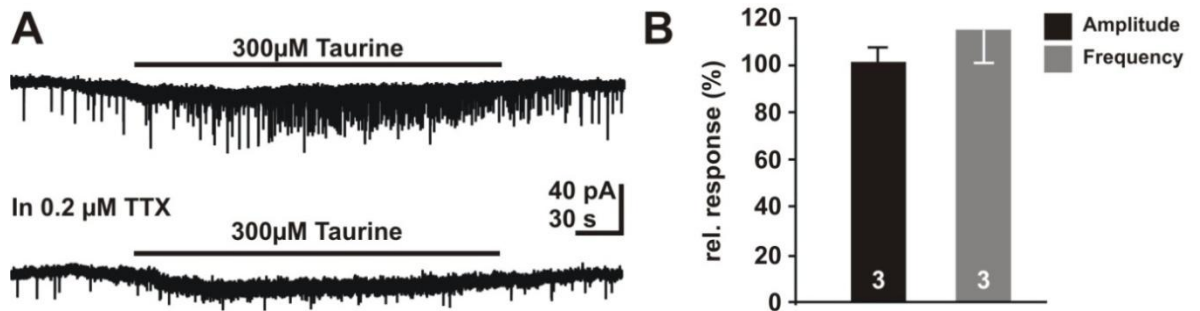 A
300µM Taurine
In 0.2 µM TTX
40 pA
30 s
300µM Taurine
B
rel. response (%)
120
100
80
60
40
20
0
3
3
Amplitude
Frequency